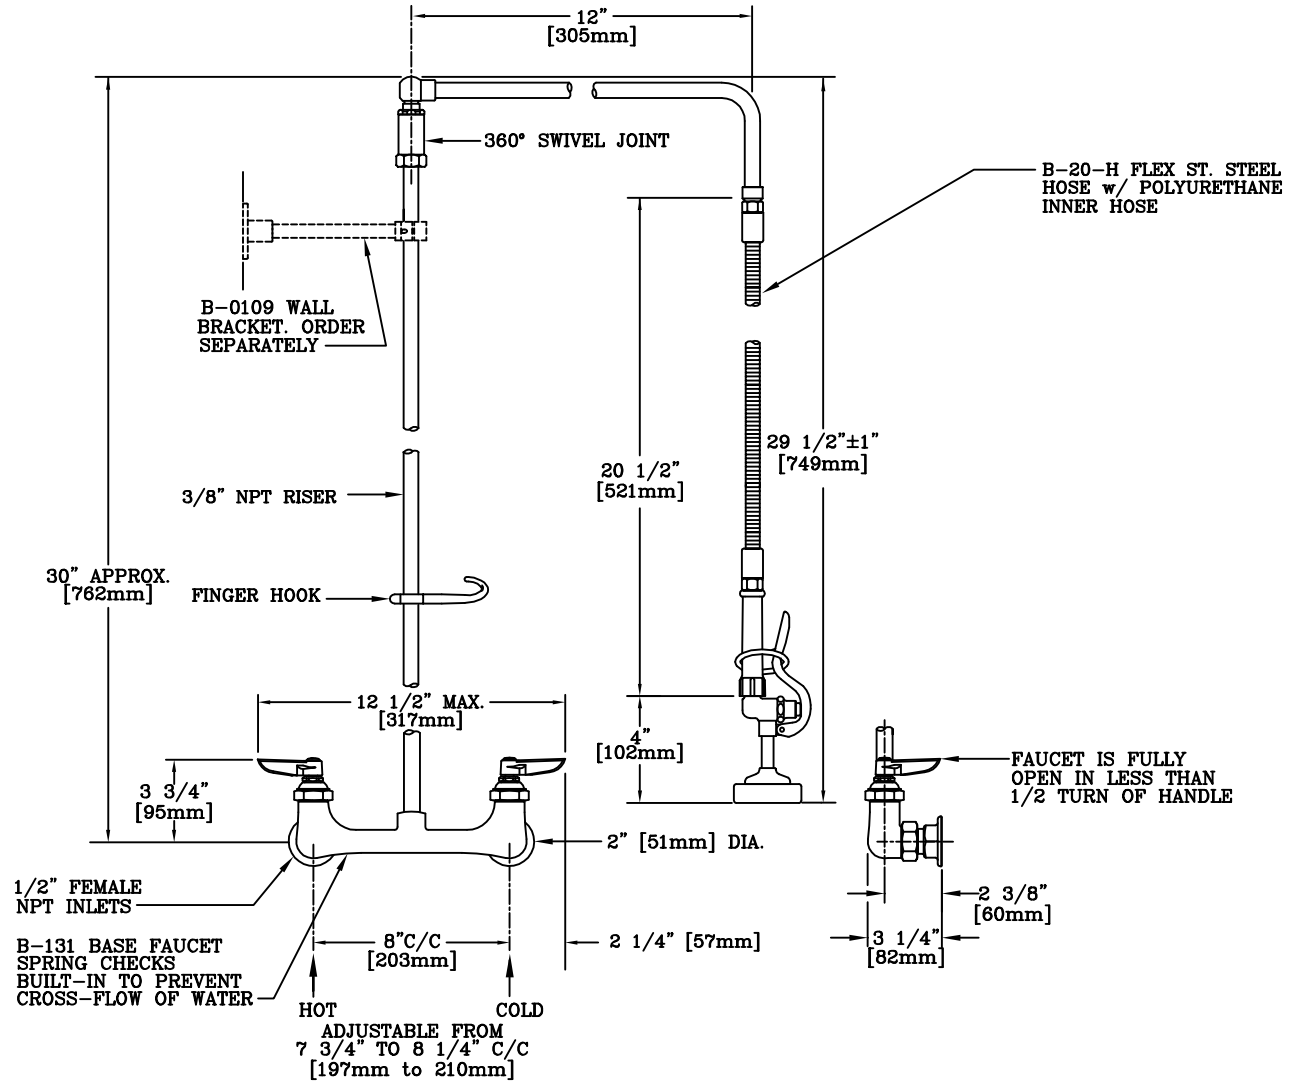 12"
[305mm]
360° SWIVEL JOINT
B-20-H FLEX ST. STEEL
HOSE w/ POLYURETHANE
INNER HOSE
B-0109 WALL
BRACKET. ORDER
SEPARATELY
29 1/2"±1"
[749mm]
20 1/2"
[521mm]
3/8" NPT RISER
30" APPROX.
[762mm]
FINGER HOOK
12 1/2" MAX.
[317mm]
4"
[102mm]
3 3/4"
[95mm]
FAUCET IS FULLY
OPEN IN LESS THAN
1/2 TURN OF HANDLE
2" [51mm] DIA.
1/2" FEMALE
NPT INLETS
2 3/8"
[60mm]
B-131 BASE FAUCET
SPRING CHECKS
BUILT-IN TO PREVENT
CROSS-FLOW OF WATER
8"C/C
[203mm]
2 1/4" [57mm]
3 1/4"
[82mm]
HOT
COLD
ADJUSTABLE FROM
7 3/4" TO 8 1/4" C/C
[197mm to 210mm]